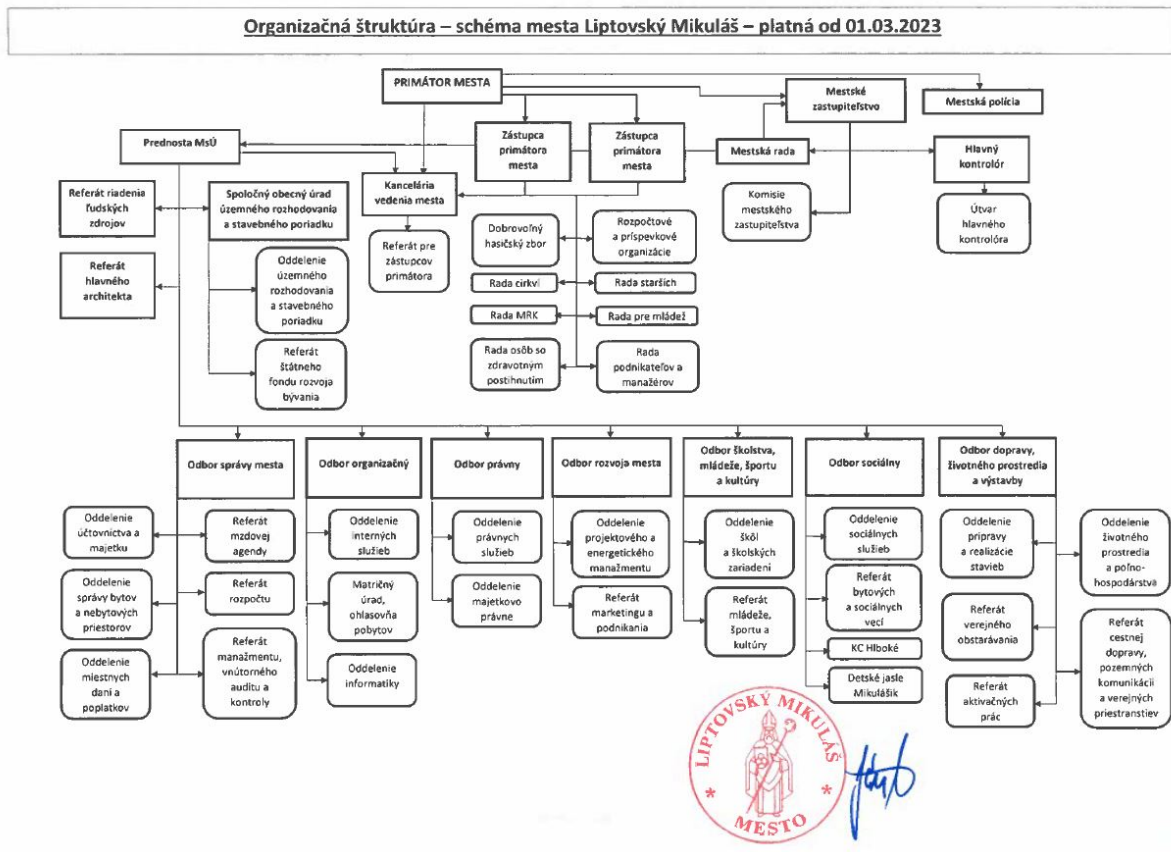 Organizačná štruktúra – schéma mesta Liptovský Mikuláš – platná od 01.03.2023
PRIMÁTOR MESTA
Mestské
zastupiteľstvo
Mestská polícia
Prednosta MsÚ
Zástupca
primátora
mesta
Zástupca
primátora
mesta
Mestská rada
Hlavný
kontrolór
Referát riadenia
ľudských
zdrojov
Spoločný obecný úrad
územného rozhodovania
a stavebného poriadku
Kancelária
vedenia mesta
Komisie
mestského
zastupiteľstva
Útvar
hlavného
kontrolóra
Referát pre
zástupcov
primátora
Dobrovoľný
hasičský zbor
Rozpočtové
a príspevkové
organizácie
Referát
hlavného
architekta
Oddelenie
územného
rozhodovania
a stavebného
poriadku
Rada cirkví
Rada starších
Rada MRK
Rada pre mládež
Referát
štátneho
fondu rozvoja
bývania
Rada osôb so
zdravotným
postihnutím
Rada
podnikateľov a
manažérov
Odbor správy mesta
Odbor organizačný
Odbor právny
Odbor rozvoja mesta
Odbor školstva,
mládeže, športu
a kultúry
Odbor sociálny
Odbor dopravy,
životného prostredia
a výstavby
Oddelenie
účtovníctva a
majetku
Referát
mzdovej
agendy
Oddelenie
správy bytov
a nebytových
priestorov
Referát
rozpočtu
Oddelenie
miestnych
daní a
poplatkov
Referát
manažmentu,
vnútorného
auditu a
kontroly
Oddelenie
interných
služieb
Matričný
úrad,
ohlasovňa
pobytov
Oddelenie
informatiky
Oddelenie
právnych
služieb
Oddelenie
majetkovo
právne
Oddelenie
projektového a
energetického
manažmentu
Referát
marketingu a
podnikania
Oddelenie
škôl
a školských
zariadení
Referát
mládeže,
športu a
kultúry
Oddelenie
sociálnych
služieb
Referát
bytových
a sociálnych
vecí
KC Hlboké
Detské jasle
Mikulášik
Oddelenie
prípravy
a realizácie
stavieb
Oddelenie
životného
prostredia
a poľno-
hospodárstva
Referát
verejného
obstarávania
Referát
cestnej
dopravy,
pozemných
komunikácii
a verejných
priestranstiev
Referát
aktivačných
prác
LIPTOVSKÝ MIKULÁŠ
* MESTO *